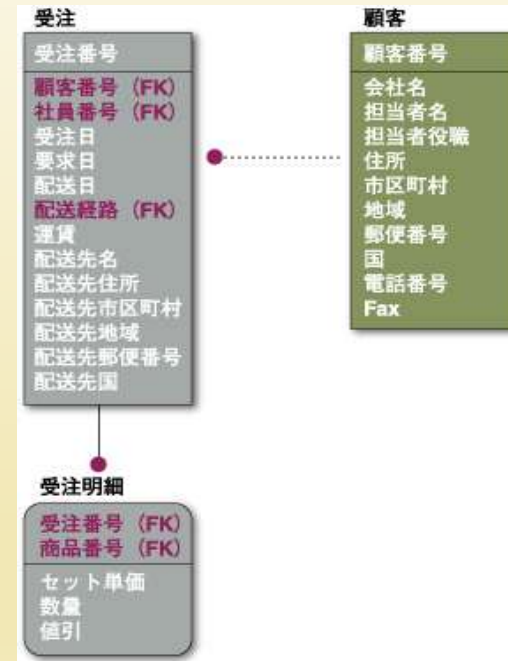 受注
受注番号
顧客番号（FK）
社員番号（FK）
受注日
要求日
配送日
配送経路（FK）
運賃
配送先名
配送先住所
配送先市区町村
配送先地域
配送先郵便番号
配送先国
顧客
顧客番号
会社名
担当者名
担当者役職
住所
市区町村
地域
郵便番号
国
電話番号
Fax
受注明細
受注番号（FK）
商品番号（FK）
セット単価
数量
値引